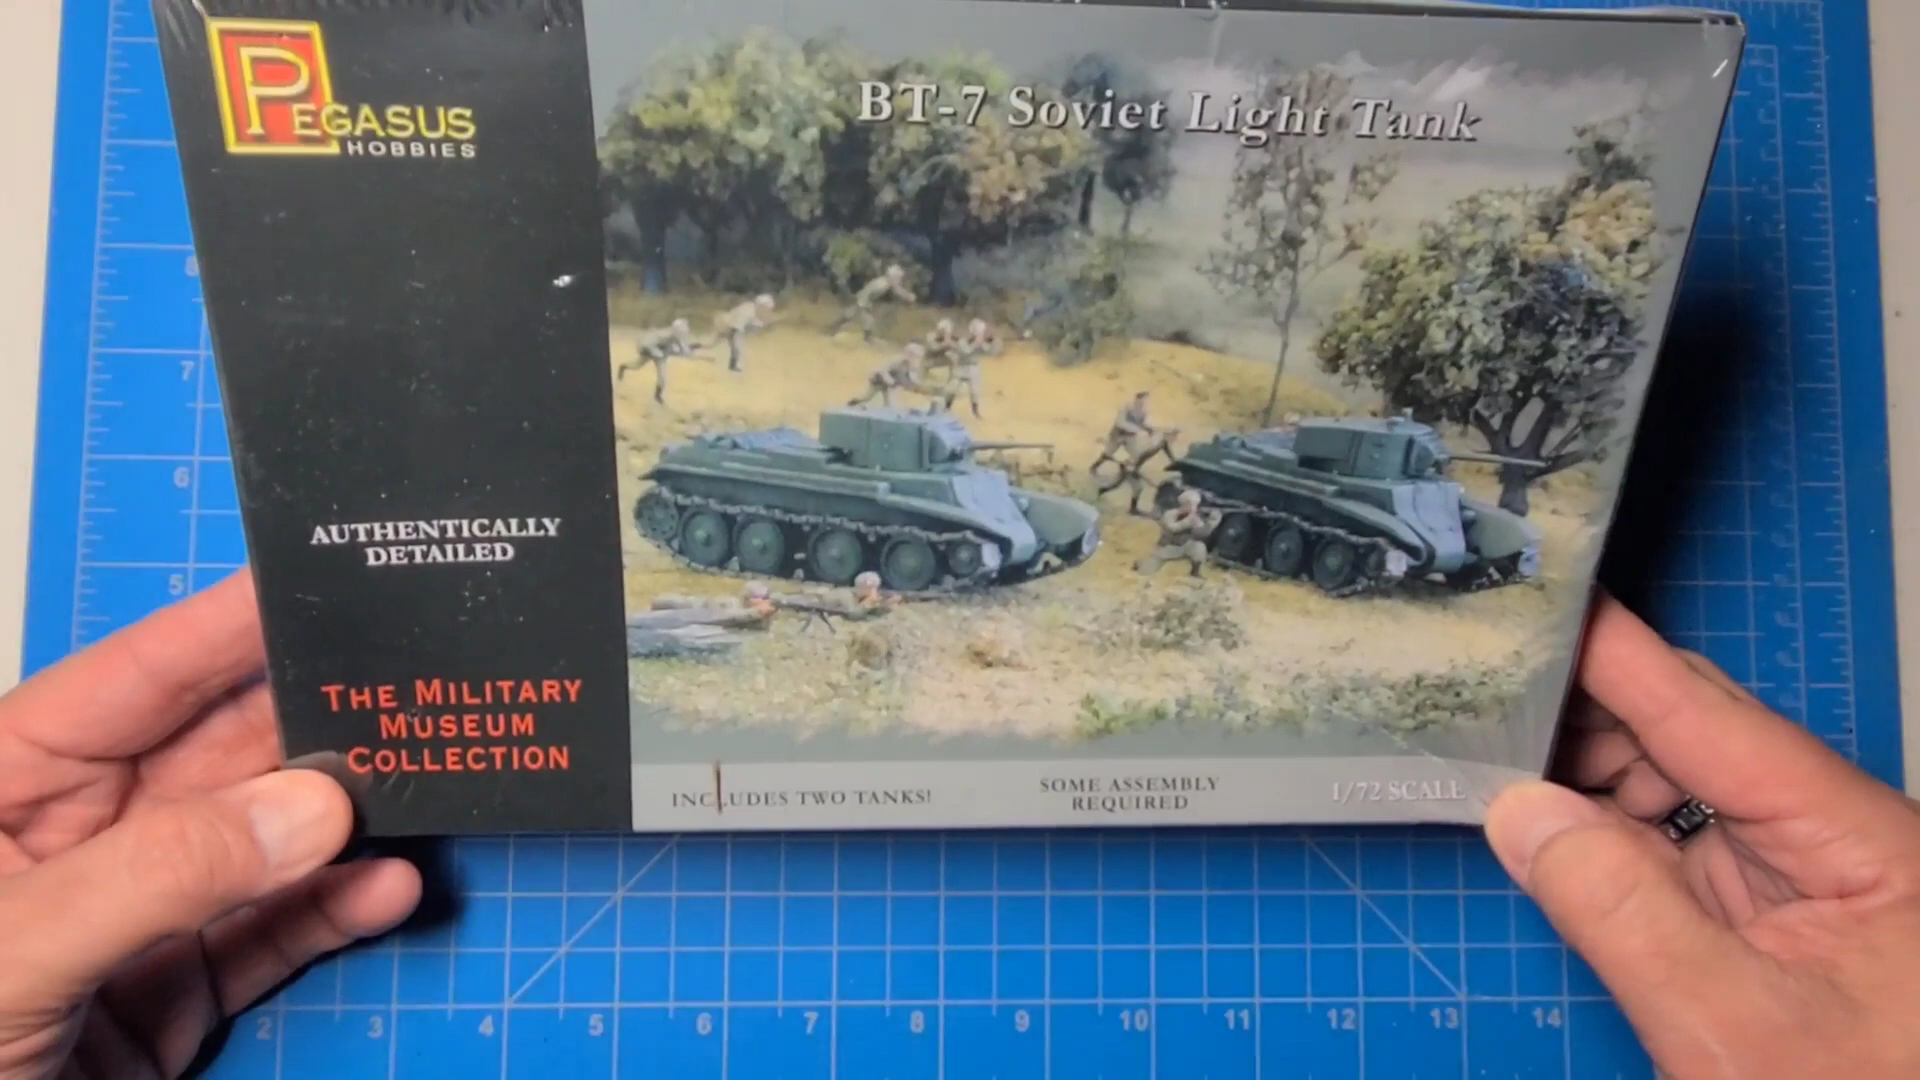 PEGASUS
HOBBIES
BT-7 Soviet Light Tank
AUTHENTICALLY
DETAILED
THE MILITARY
MUSEUM
COLLECTION
INCLUDES TWO TANKS!
SOME ASSEMBLY
REQUIRED
1/72 SCALE
8
7
6
5
2 3 4 5 6 7 8 9 10 11 12 13 14